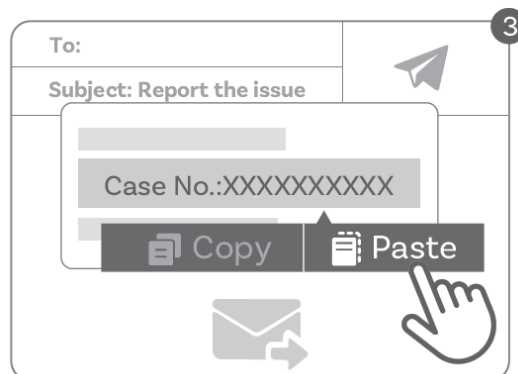 3
To:
Subject: Report the issue
Case No.:XXXXXXXXXX
Copy
Paste